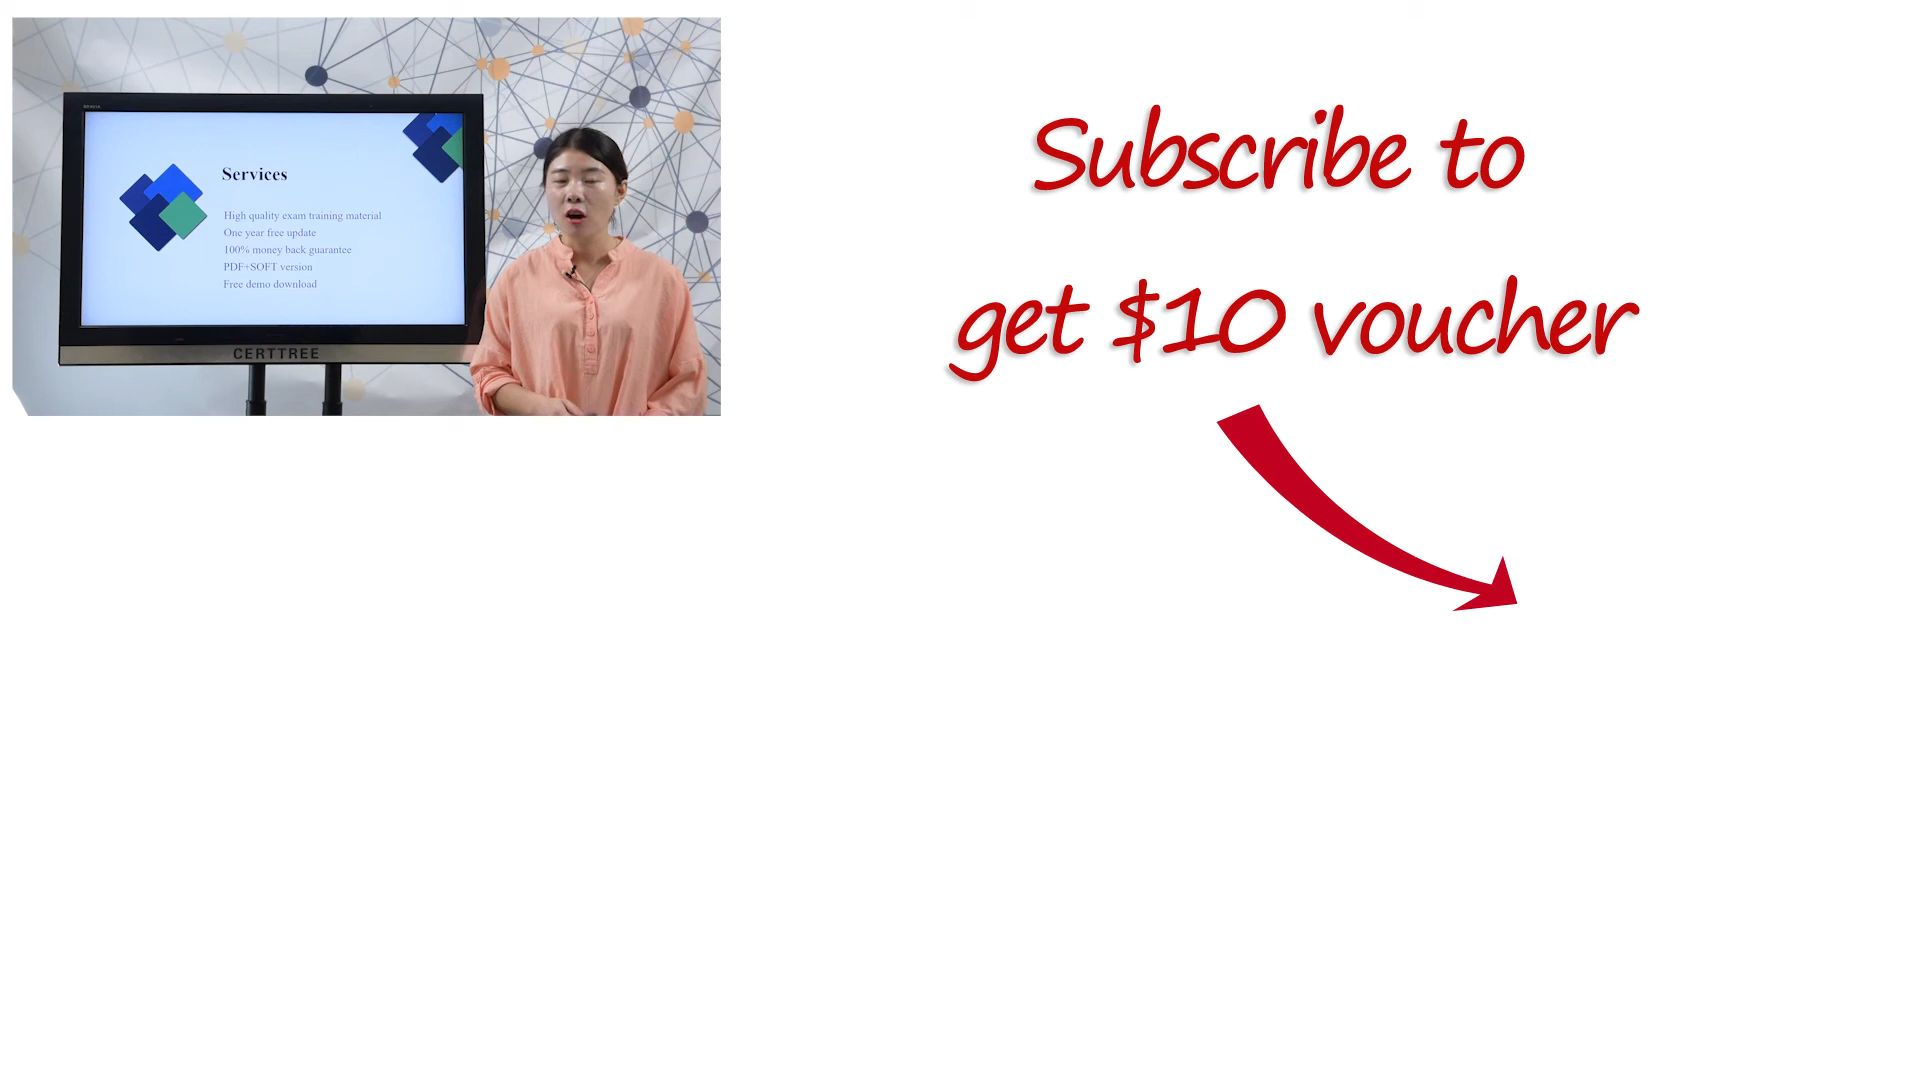 Services
High quality exam training material
One year free update
100% money back guarantee
PDF+SOFT version
Free demo download
CERTTREE
Subscribe to
get $10 voucher